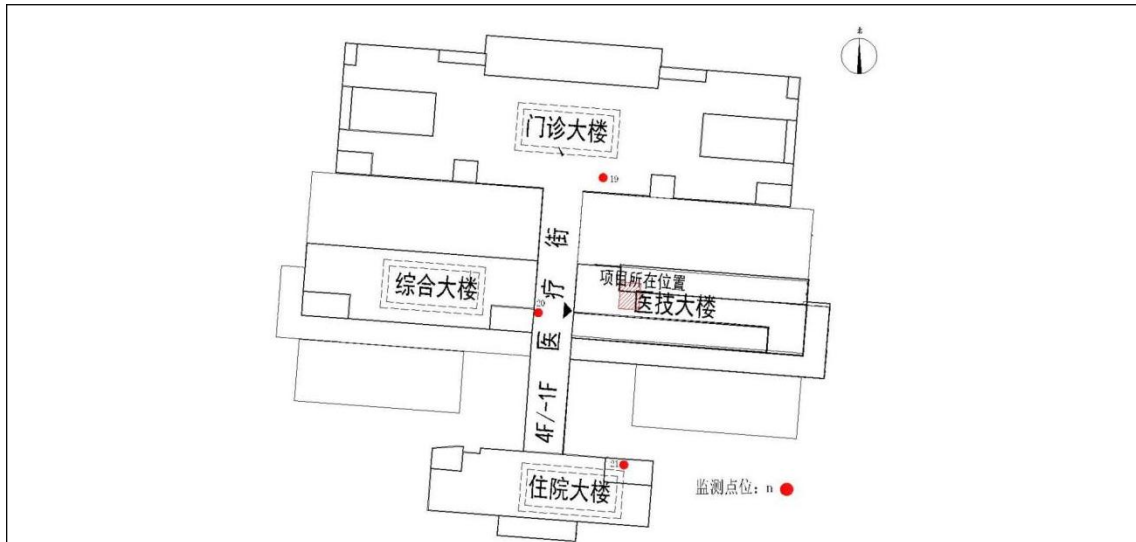 北
门诊大楼
19
项目所在位置
综合大楼
医技大楼
20
4F/-1F 医疗街
21
住院大楼
监测点位：n